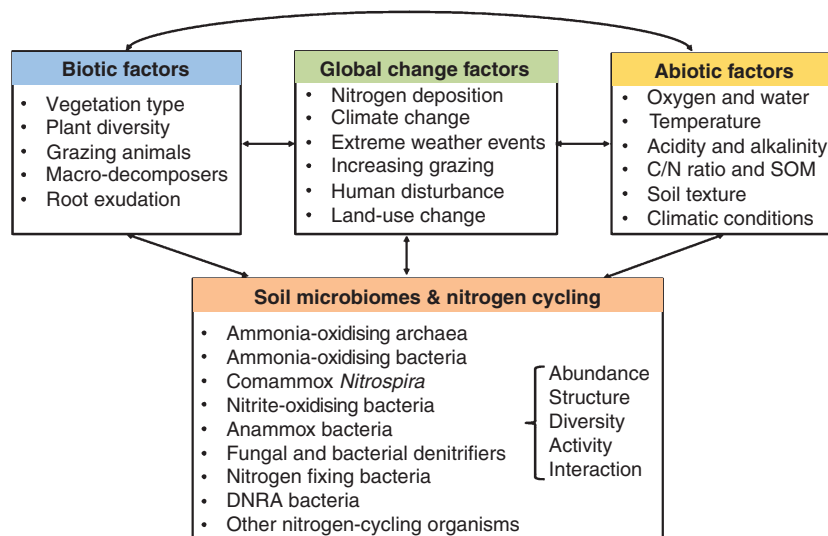 Biotic factors
• Vegetation type
• Plant diversity
• Grazing animals
• Macro-decomposers
• Root exudation
Global change factors
• Nitrogen deposition
• Climate change
• Extreme weather events
• Increasing grazing
• Human disturbance
• Land-use change
Abiotic factors
• Oxygen and water
• Temperature
• Acidity and alkalinity
• C/N ratio and SOM
• Soil texture
• Climatic conditions
Soil microbiomes & nitrogen cycling
• Ammonia-oxidising archaea
• Ammonia-oxidising bacteria
• Comammox Nitrospira
• Nitrite-oxidising bacteria
• Anammox bacteria
• Fungal and bacterial denitrifiers
• Nitrogen fixing bacteria
• DNRA bacteria
• Other nitrogen-cycling organisms
Abundance
Structure
Diversity
Activity
Interaction